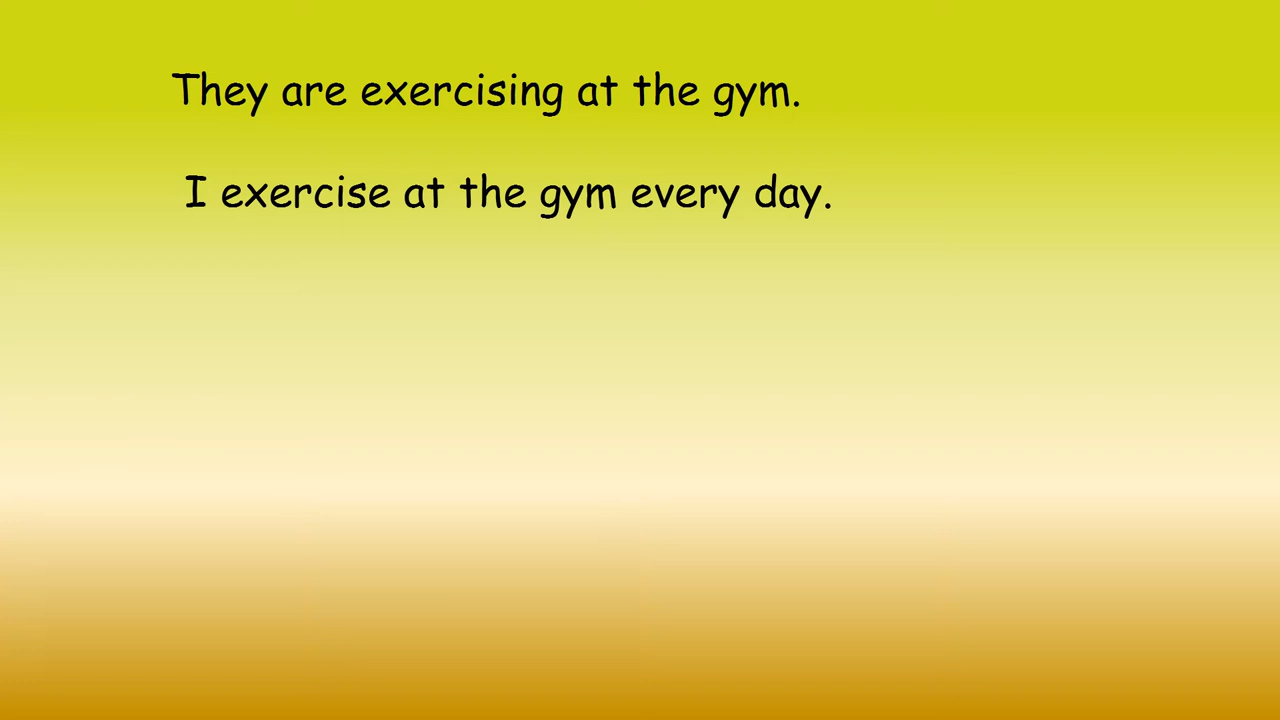 They are exercising at the gym.
I exercise at the gym every day.